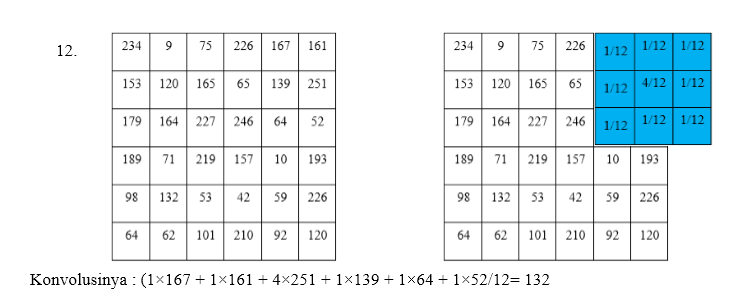 12.
234 9 75 226 167 161
153 120 165 65 139 251
179 164 227 246 64 52
189 71 219 157 10 193
98 132 53 42 59 226
64 62 101 210 92 120
234 9 75 226 1/12 1/12 1/12
153 120 165 65 1/12 4/12 1/12
179 164 227 246 1/12 1/12 1/12
189 71 219 157 10 193
98 132 53 42 59 226
64 62 101 210 92 120
Konvolusinya : (1×167 + 1×161 + 4×251 + 1×139 + 1×64 + 1×52/12= 132